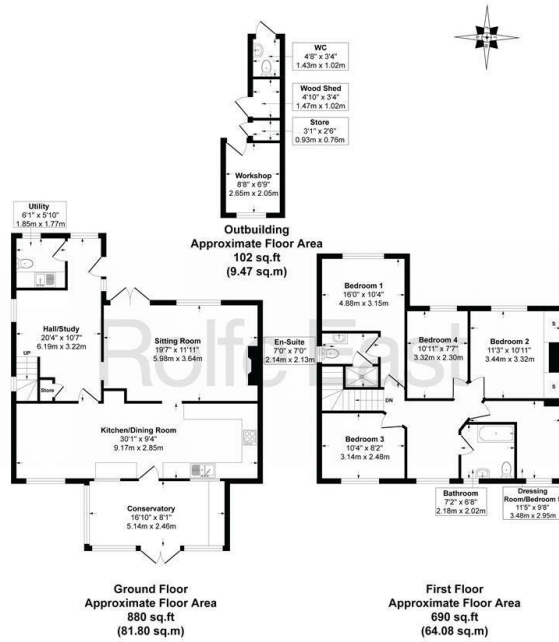 WC
4'8" x 3'4"
1.43m x 1.02m
Wood Shed
4'10" x 3'4"
1.47m x 1.02m
Store
3'1" x 2'6"
0.93m x 0.76m
Workshop
8'8" x 6'9"
2.65m x 2.05m
Outbuilding
Approximate Floor Area
102 sq.ft
(9.47 sq.m)
Utility
6'1" x 5'10"
1.85m x 1.77m
Hall/Study
20'4" x 10'7"
6.19m x 3.22m
UP
Store
Sitting Room
19'7" x 11'11"
5.98m x 3.64m
Kitchen/Dining Room
30'1" x 9'4"
9.17m x 2.85m
Conservatory
16'10" x 8'1"
5.14m x 2.46m
Ground Floor
Approximate Floor Area
880 sq.ft
(81.80 sq.m)
Rolfe East
Bedroom 1
16'0" x 10'4"
4.88m x 3.15m
En-Suite
7'0" x 7'0"
2.14m x 2.13m
Bedroom 4
10'11" x 7'7"
3.32m x 2.30m
Bedroom 2
11'3" x 10'11"
3.44m x 3.32m
S
S
DN
Bedroom 3
10'4" x 8'2"
3.14m x 2.48m
Bathroom
7'2" x 6'8"
2.18m x 2.02m
Dressing
Room/Bedroom
11'5" x 9'8"
3.48m x 2.95m
First Floor
Approximate Floor Area
690 sq.ft
(64.08 sq.m)